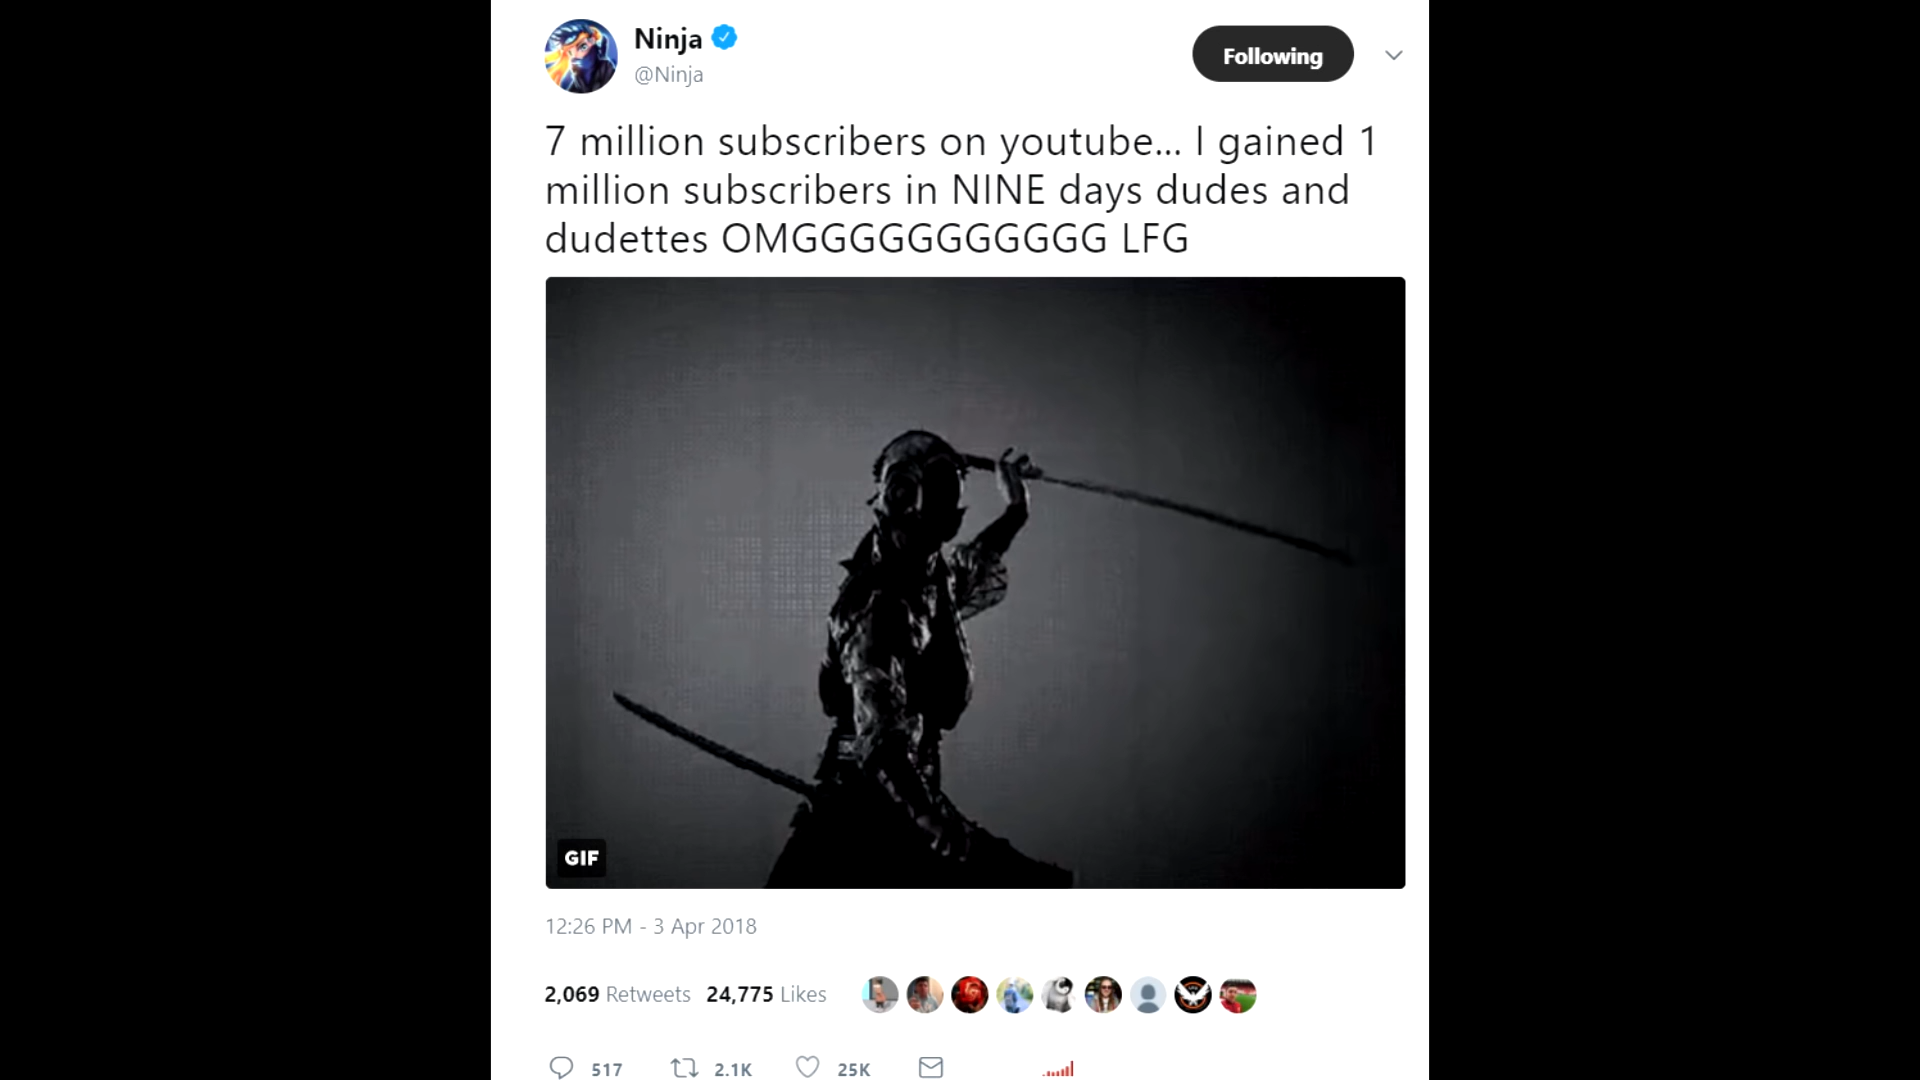 Ninja
@Ninja
Following
7 million subscribers on youtube... I gained 1
million subscribers in NINE days dudes and
dudettes OMGGGGGGGGGGG LFG
GIF
12:26 PM - 3 Apr 2018
2,069 Retweets 24,775 Likes
517 2.1K 25K